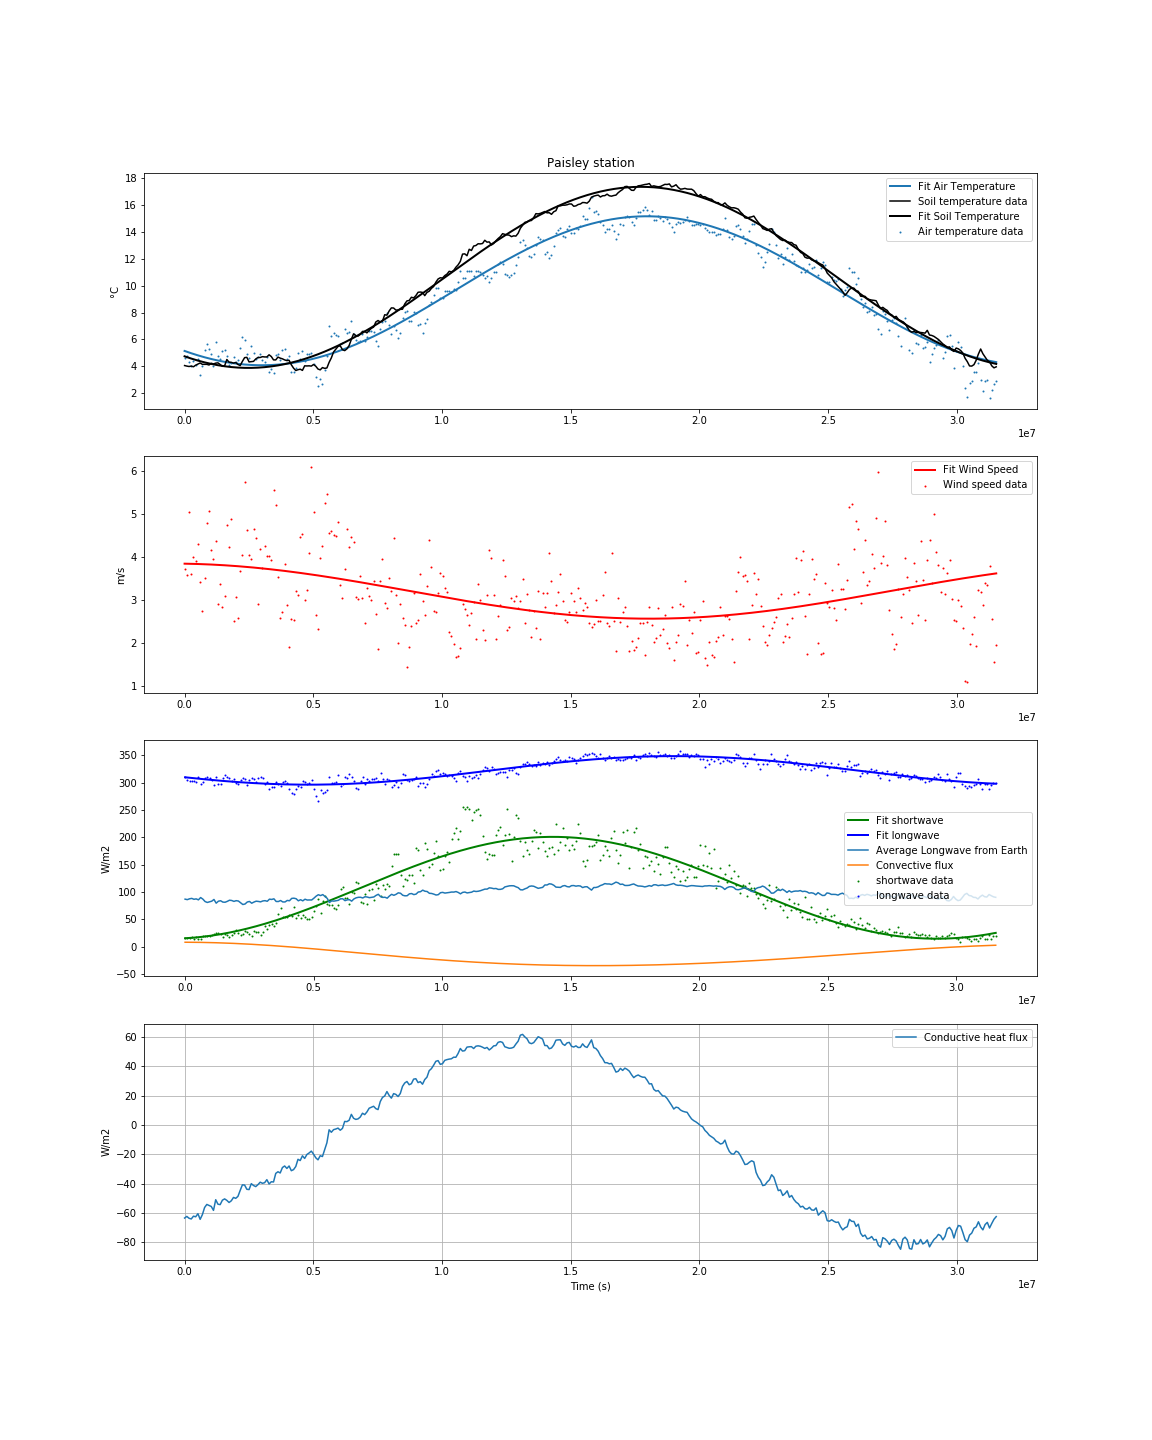 Paisley station
18
16
14
12
10
8
6
4
2
°C
Fit Air Temperature
Soil temperature data
Fit Soil Temperature
Air temperature data
0.0 0.5 1.0 1.5 2.0 2.5 3.0
1e7
6
5
4
3
2
1
m/s
Fit Wind Speed
Wind speed data
0.0 0.5 1.0 1.5 2.0 2.5 3.0
1e7
350
300
250
200
150
100
50
0
−50
W/m2
Fit shortwave
Fit longwave
Average Longwave from Earth
Convective flux
shortwave data
longwave data
0.0 0.5 1.0 1.5 2.0 2.5 3.0
1e7
60
40
20
0
−20
−40
−60
−80
W/m2
Conductive heat flux
0.0 0.5 1.0 1.5 2.0 2.5 3.0
Time (s)
1e7